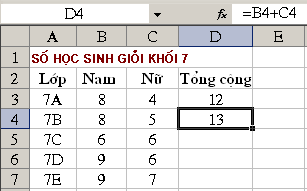 D4 fx =B4+C4
A B C D E
1 SỐ HỌC SINH GIỎI KHỐI 7
2 Lớp Nam Nữ Tổng cộng
3 7A 8 4 12
4 7B 8 5 13
5 7C 6 6
6 7D 9 6
7 7E 9 7